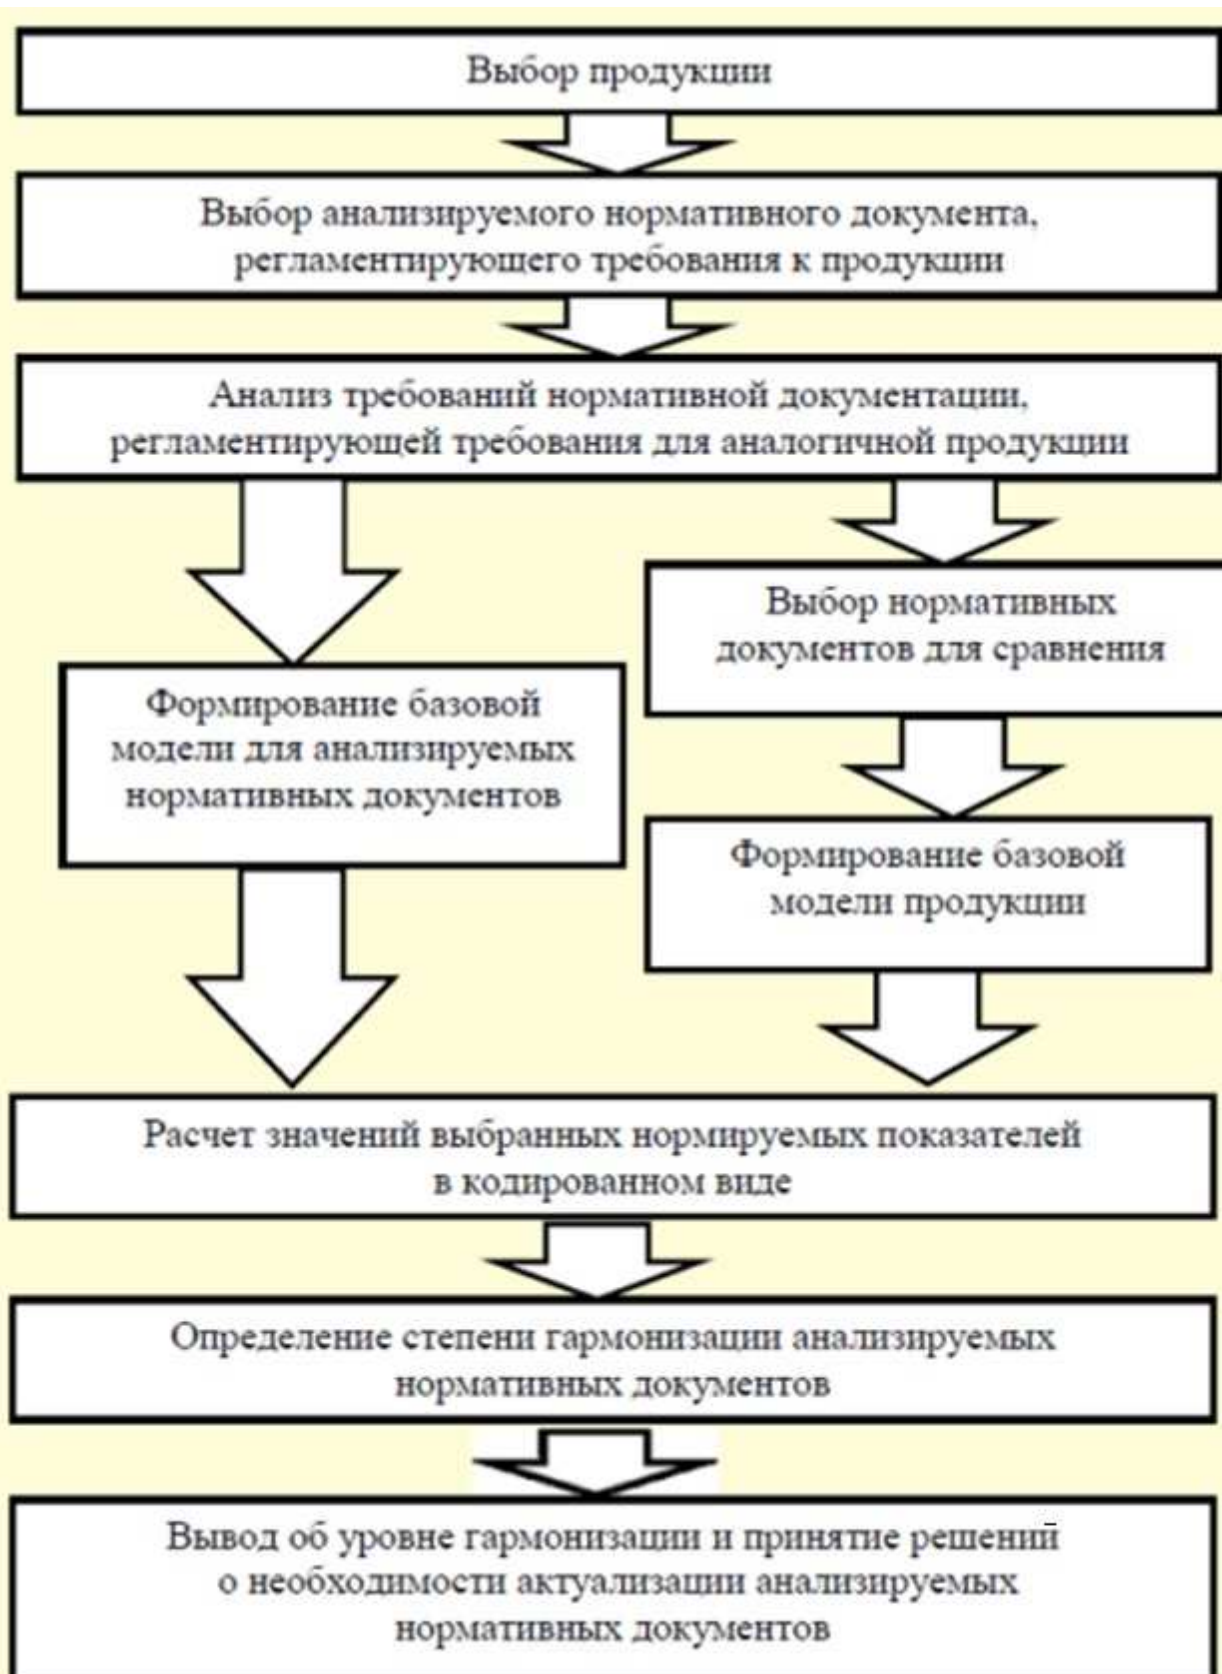 Выбор продукции
Выбор анализируемого нормативного документа,
регламентирующего требования к продукции
Анализ требований нормативной документации,
регламентирующей требования для аналогичной продукции
Выбор нормативных
документов для сравнения
Формирование базовой
модели для анализируемых
нормативных документов
Формирование базовой
модели продукции
Расчет значений выбранных нормируемых показателей
в кодированном виде
Определение степени гармонизации анализируемых
нормативных документов
Вывод об уровне гармонизации и принятие решений
о необходимости актуализации анализируемых
нормативных документов